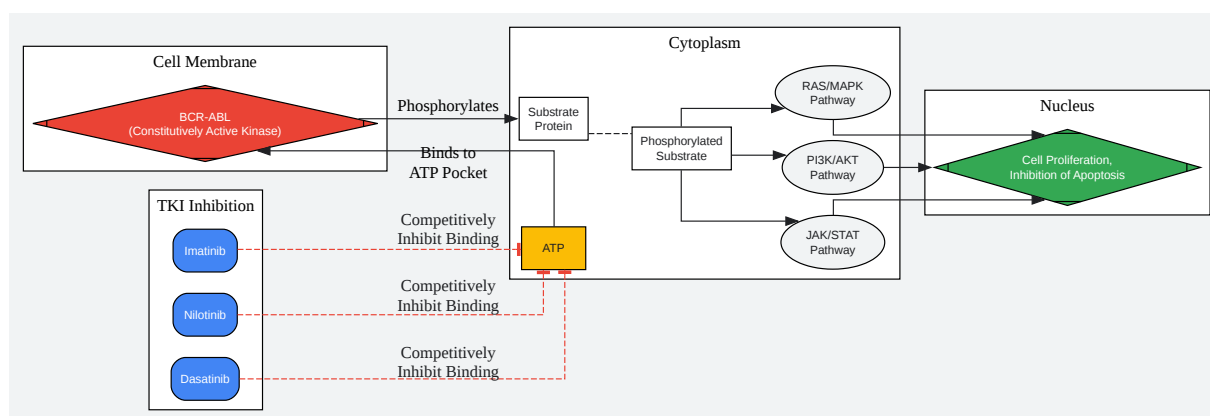 Cell Membrane
BCR-ABL
(Constitutively Active Kinase)
Phosphorylates
Binds to
ATP Pocket
Cytoplasm
Substrate
Protein
Phosphorylated
Substrate
RAS/MAPK
Pathway
PI3K/AKT
Pathway
JAK/STAT
Pathway
Nucleus
Cell Proliferation,
Inhibition of Apoptosis
TKI Inhibition
Imatinib
Competitively
Inhibit Binding
ATP
Nilotinib
Competitively
Inhibit Binding
Dasatinib
Competitively
Inhibit Binding